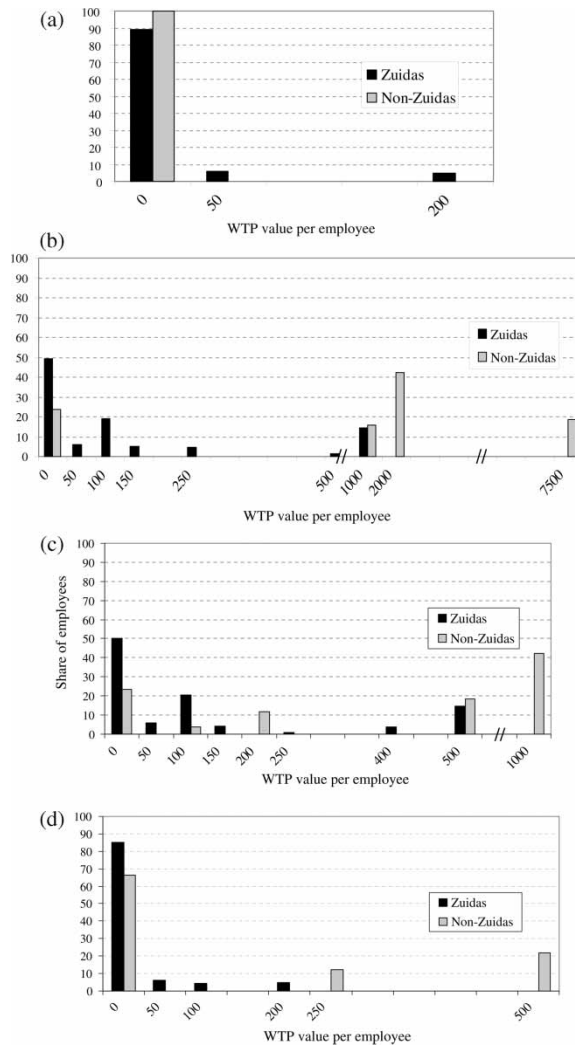 (a)
100
90
80
70
60
50
40
30
20
10
0
Zuidas
Non-Zuidas
0 50 200
WTP value per employee
(b)
100
90
80
70
60
50
40
30
20
10
0
Zuidas
Non-Zuidas
0 50 100 150 250 500 // 1000 2000 // 7500
WTP value per employee
(c)
Share of employees
100
90
80
70
60
50
40
30
20
10
0
Zuidas
Non-Zuidas
0 50 100 150 200 250 400 500 // 1000
WTP value per employee
(d)
100
90
80
70
60
50
40
30
20
10
0
Zuidas
Non-Zuidas
0 50 100 200 250 500
WTP value per employee